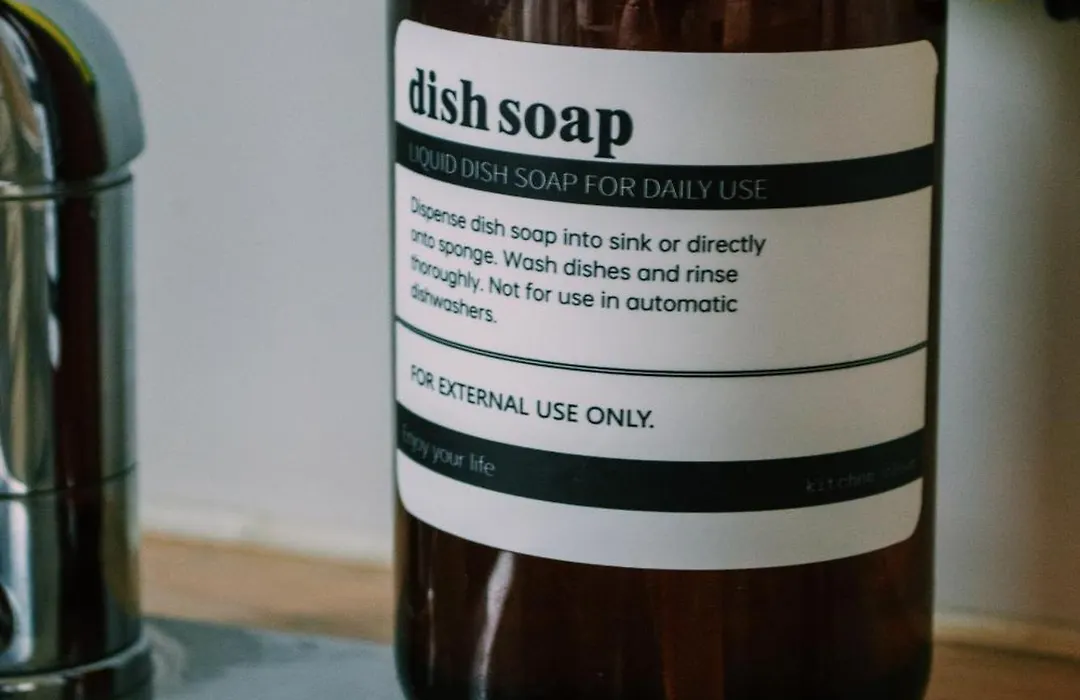 dish soap
LIQUID DISH SOAP FOR DAILY USE
Dispense dish soap into sink or directly
onto sponge. Wash dishes and rinse
thoroughly. Not for use in automatic
dishwashers.
FOR EXTERNAL USE ONLY.
Enjoy your life
kitchen